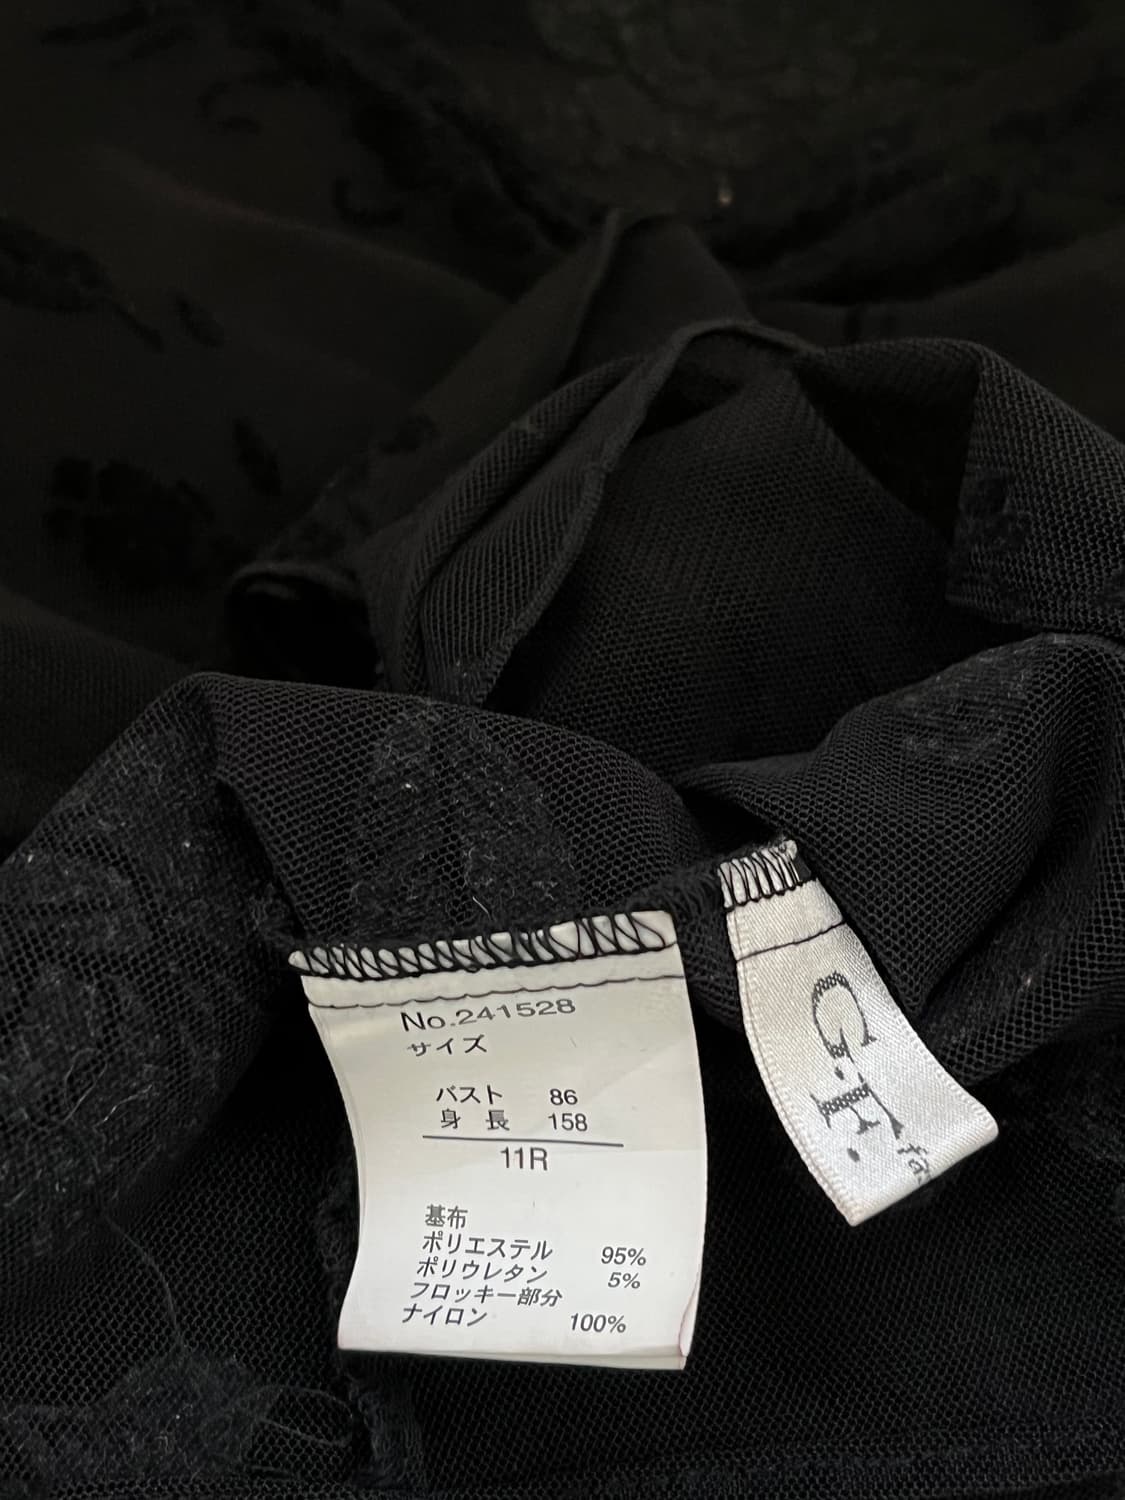 No.241528
サイズ
バスト 86
身 長 158
11R
基布
ポリエステル 95%
ポリウレタン 5%
フロッキー部分
ナイロン 100%
G.F.